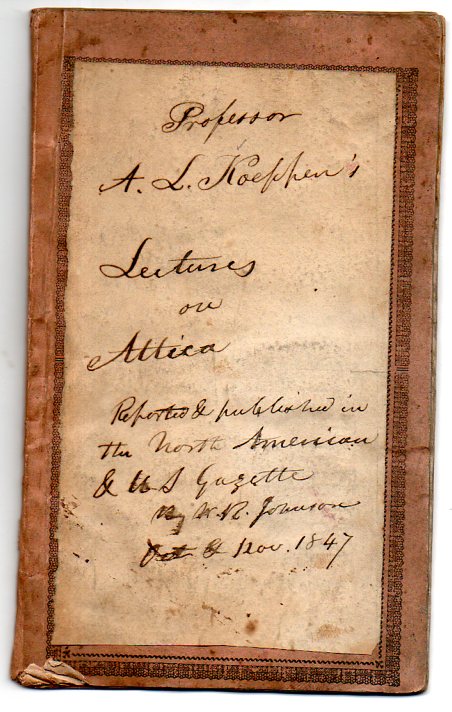 Professor
A. L. Koeppen's
Lectures
on
Attica
Reported & published in
the North American
& U S Gazette
By W. R. Johnson
Oct & Nov. 1847